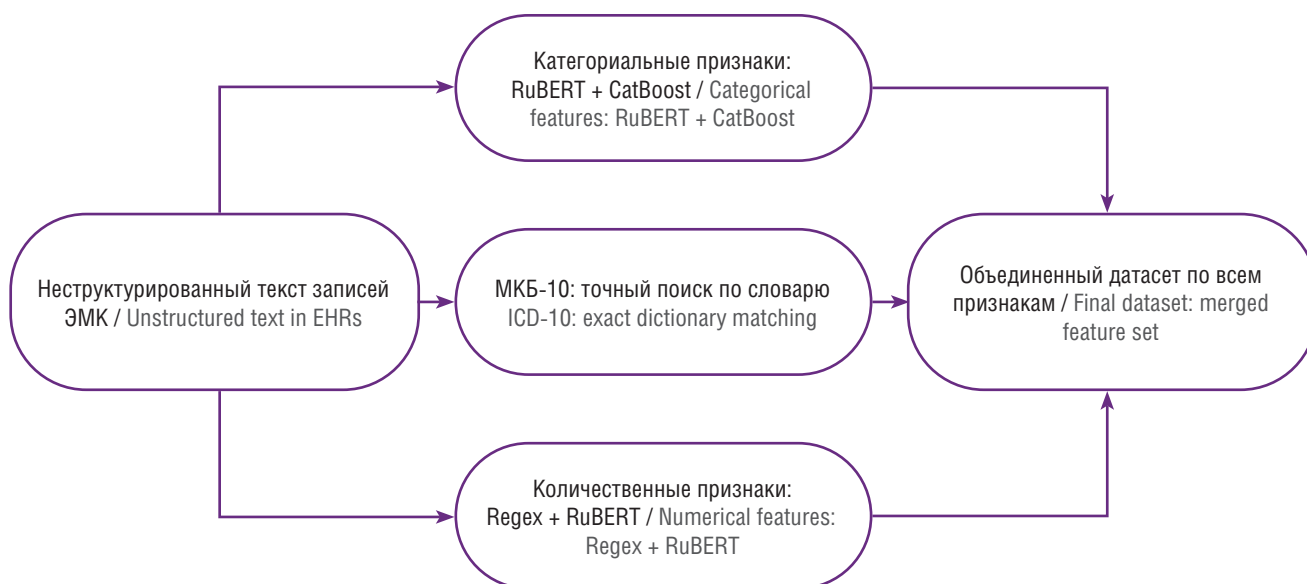 Категориальные признаки:
RuBERT + CatBoost / Categorical
features: RuBERT + CatBoost
Неструктурированный текст записей
ЭМК / Unstructured text in EHRs
МКБ-10: точный поиск по словарю
ICD-10: exact dictionary matching
Объединенный датасет по всем
признакам / Final dataset: merged
feature set
Количественные признаки:
Regex + RuBERT / Numerical features:
Regex + RuBERT